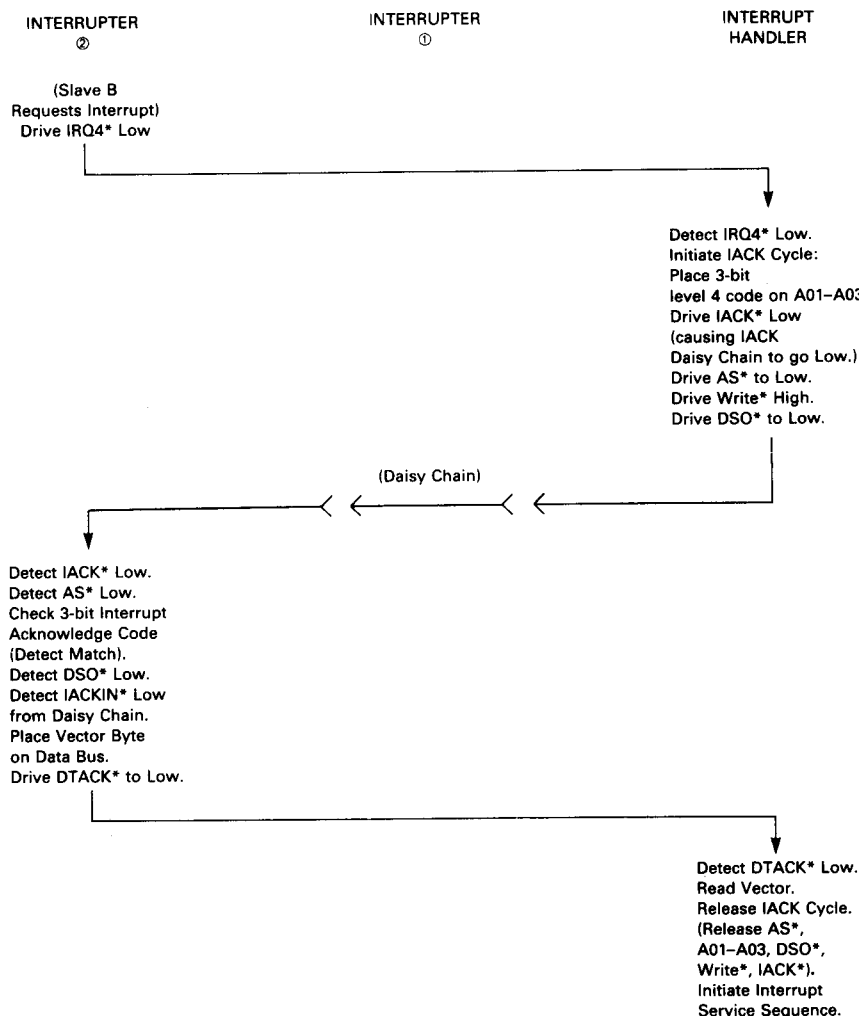 INTERRUPTER
②
INTERRUPTER
①
INTERRUPT
HANDLER
(Slave B
Requests Interrupt)
Drive IRQ4* Low
Detect IRQ4* Low.
Initiate IACK Cycle:
Place 3-bit
level 4 code on A01–A03
Drive IACK* Low
(causing IACK
Daisy Chain to go Low.)
Drive AS* to Low.
Drive Write* High.
Drive DSO* to Low.
(Daisy Chain)
Detect IACK* Low.
Detect AS* Low.
Check 3-bit Interrupt
Acknowledge Code
(Detect Match).
Detect DSO* Low.
Detect IACKIN* Low
from Daisy Chain.
Place Vector Byte
on Data Bus.
Drive DTACK* to Low.
Detect DTACK* Low.
Read Vector.
Release IACK Cycle.
(Release AS*,
A01–A03, DSO*,
Write*, IACK*).
Initiate Interrupt
Service Sequence.